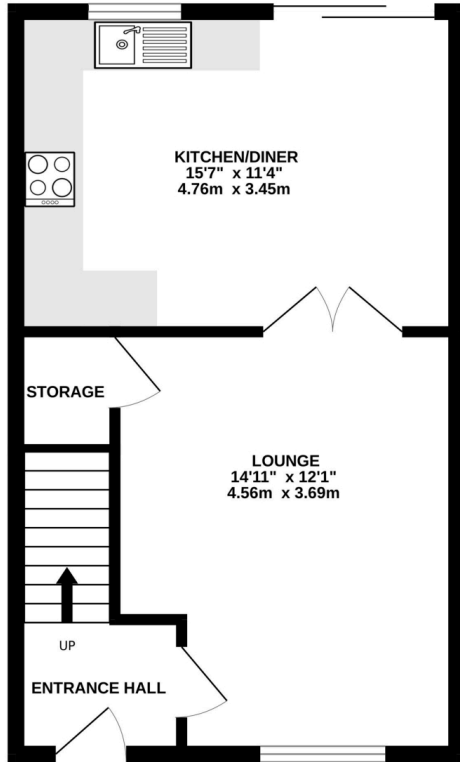 KITCHEN/DINER
15'7" x 11'4"
4.76m x 3.45m
STORAGE
LOUNGE
14'11" x 12'1"
4.56m x 3.69m
UP
ENTRANCE HALL